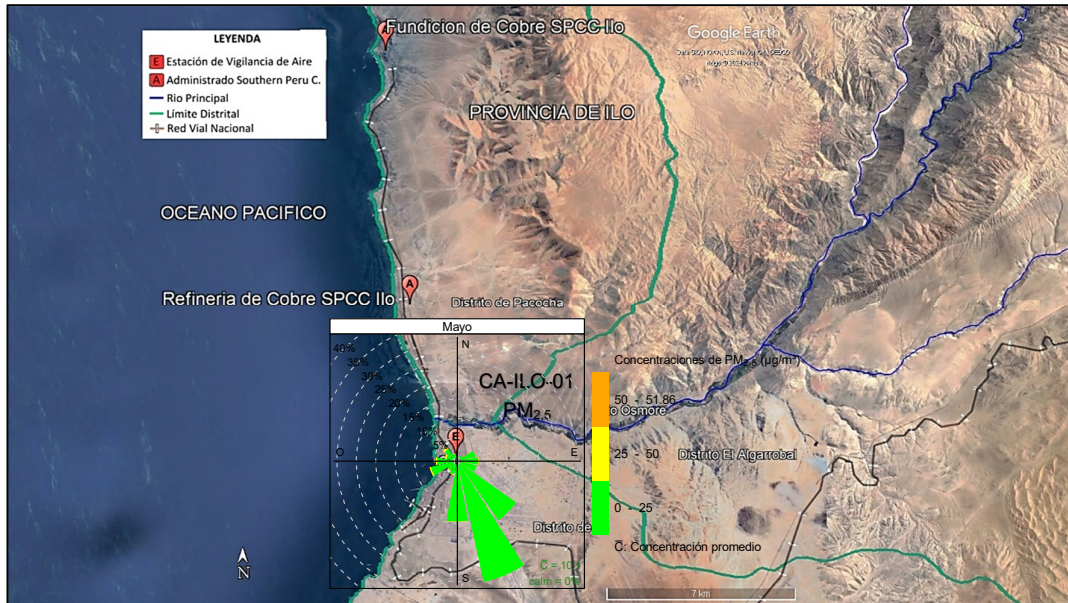 Fundicion de Cobre SPCC Ilo
Google Earth
LEYENDA
E Estación de Vigilancia de Aire
A Administrado Southern Peru C.
Rio Principal
Límite Distrital
Red Vial Nacional
PROVINCIA DE ILO
OCEANO PACIFICO
A
Refineria de Cobre SPCC Ilo
Distrito de Pacocha
Mayo
N
40%
35%
30%
25%
20%
15%
10%
5%
CA-ILO-01
PM2.5
E
O
E
S
Concentraciones de PM2.5 (µg/m³)
50 - 51.86
25 - 50
0 - 25
C: Concentración promedio
Osmore
Distrito El Algarrobal
Distrito de
calm = 0%
N
7 km